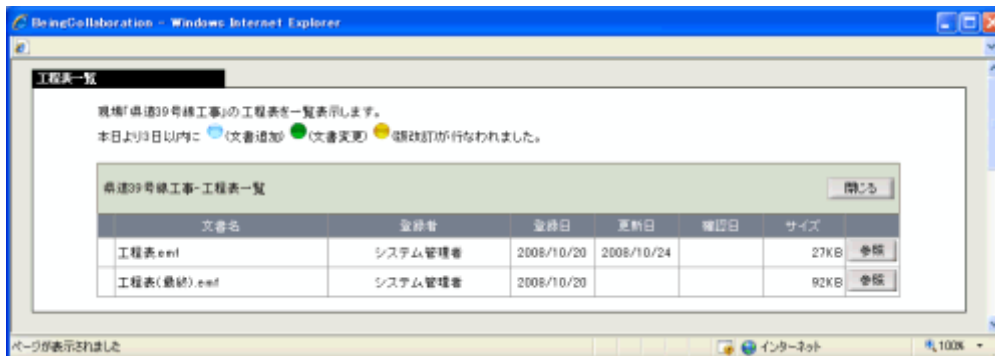 BeingCollaboration - Windows Internet Explorer
工程表一覧
現場「県道39号線工事」の工程表を一覧表示します。
本日より3日以内に (文書追加) (文書変更) (版改訂)が行なわれました。
県道39号線工事-工程表一覧 閉じる
文書名 登録者 登録日 更新日 確認日 サイズ
工程表.emf システム管理者 2008/10/20 2008/10/24 27KB 参照
工程表(最終).emf システム管理者 2008/10/20 92KB 参照
ページが表示されました インターネット 100%